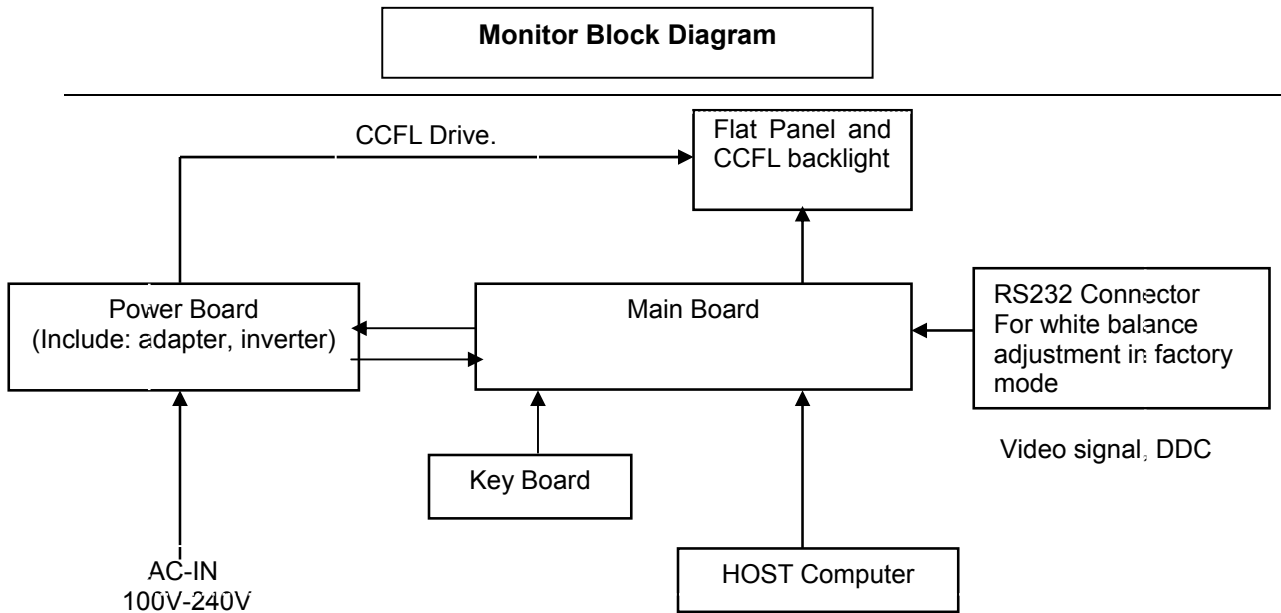 Monitor Block Diagram
CCFL Drive.
Flat Panel and
CCFL backlight
Power Board
(Include: adapter, inverter)
Main Board
RS232 Connector
For white balance
adjustment in factory
mode
Video signal, DDC
Key Board
HOST Computer
AC-IN
100V-240V